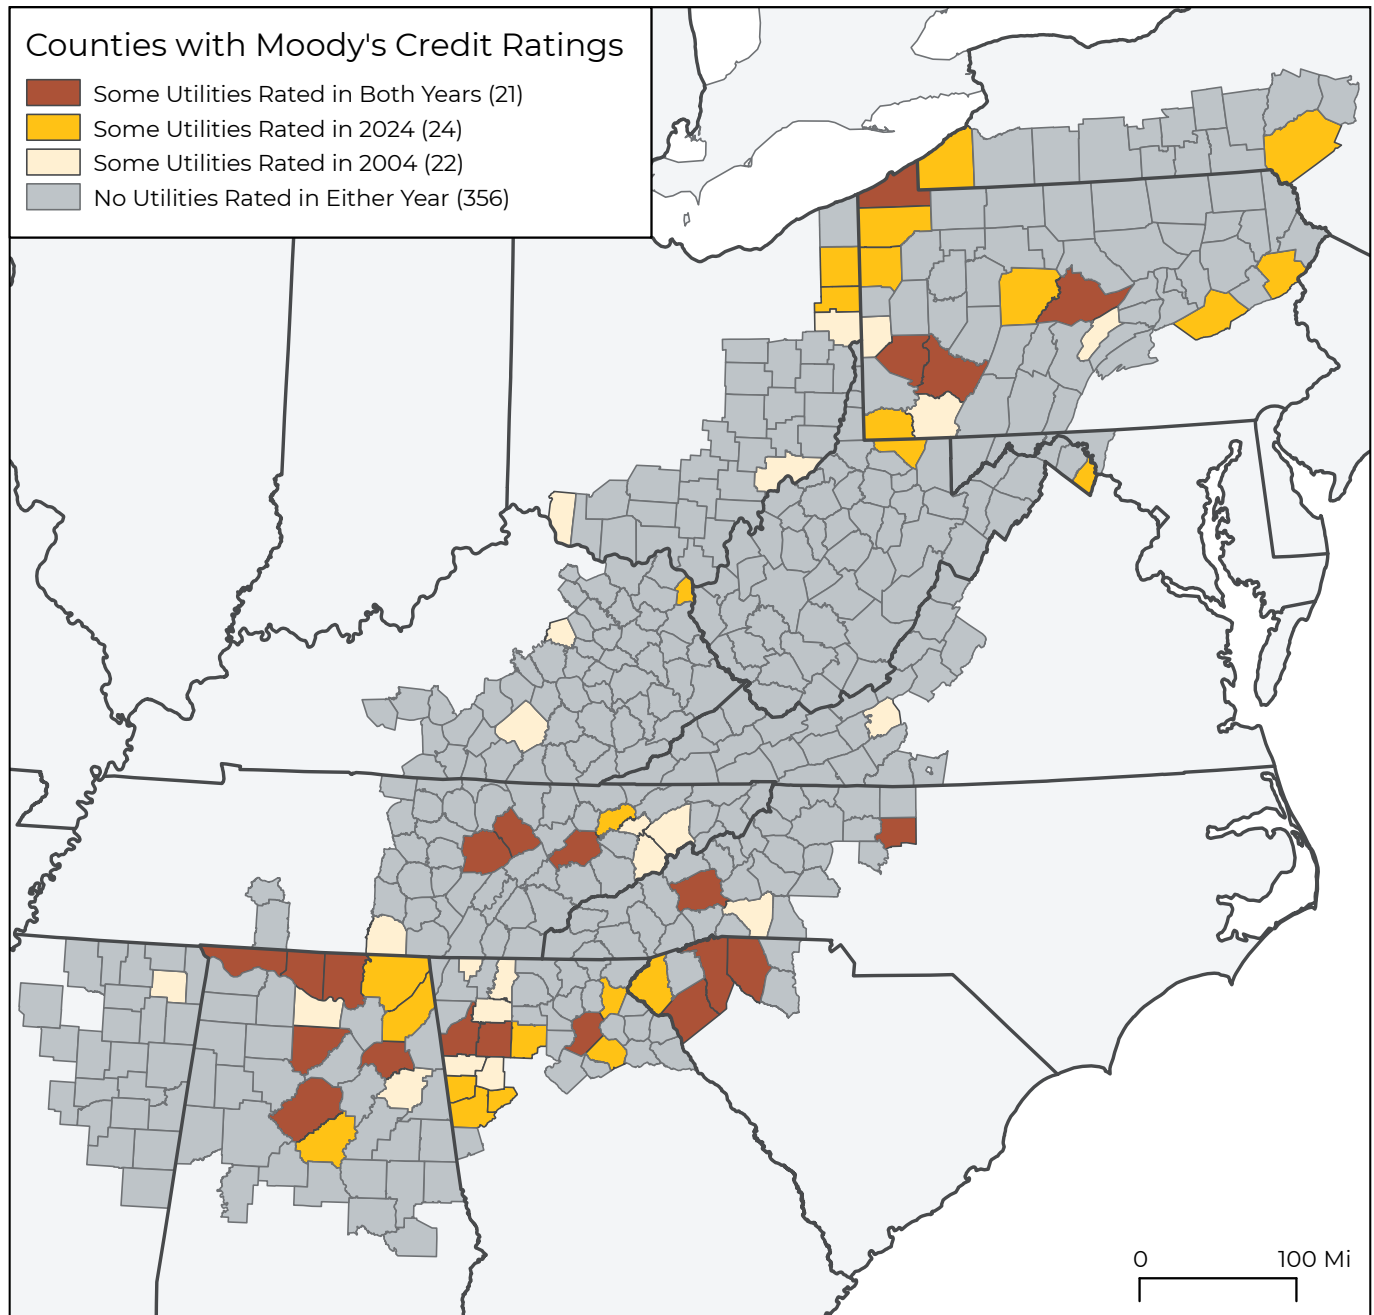 Counties with Moody's Credit Ratings
Some Utilities Rated in Both Years (21)
Some Utilities Rated in 2024 (24)
Some Utilities Rated in 2004 (22)
No Utilities Rated in Either Year (356)
0 100 Mi